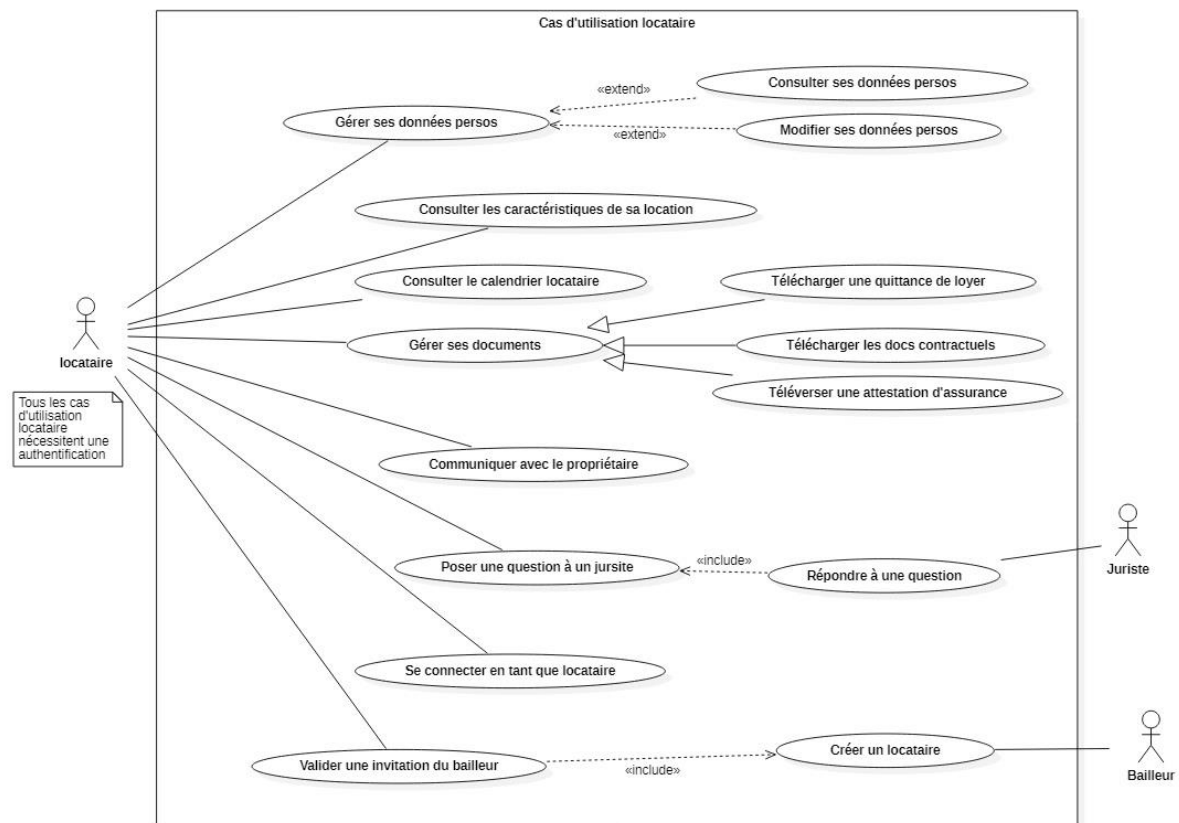 Cas d'utilisation locataire
Consulter ses données persos
«extend»
Gérer ses données persos
Modifier ses données persos
«extend»
Consulter les caractéristiques de sa location
Consulter le calendrier locataire
Télécharger une quittance de loyer
Gérer ses documents
Télécharger les docs contractuels
locataire
Téléverser une attestation d'assurance
Tous les cas
d'utilisation
locataire
nécessitent une
authentification
Communiquer avec le propriétaire
«include»
Poser une question à un jursite
Répondre à une question
Juriste
Se connecter en tant que locataire
Créer un locataire
Valider une invitation du bailleur
«include»
Bailleur